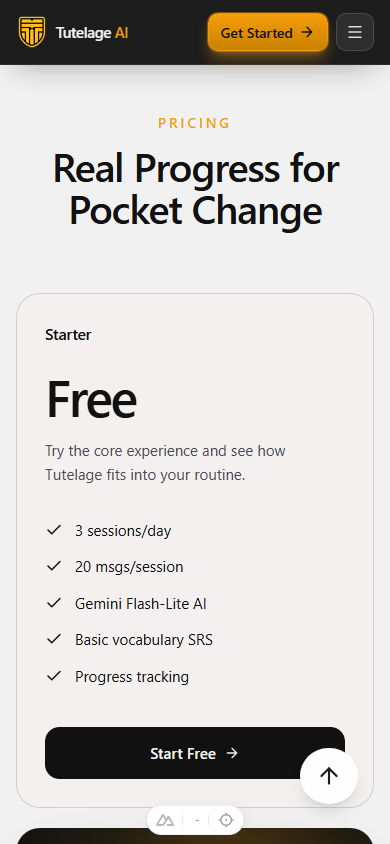 Tutelage AI
Get Started
PRICING
Real Progress for
Pocket Change
Starter
Free
Try the core experience and see how
Tutelage fits into your routine.
3 sessions/day
20 msgs/session
Gemini Flash-Lite AI
Basic vocabulary SRS
Progress tracking
Start Free
-